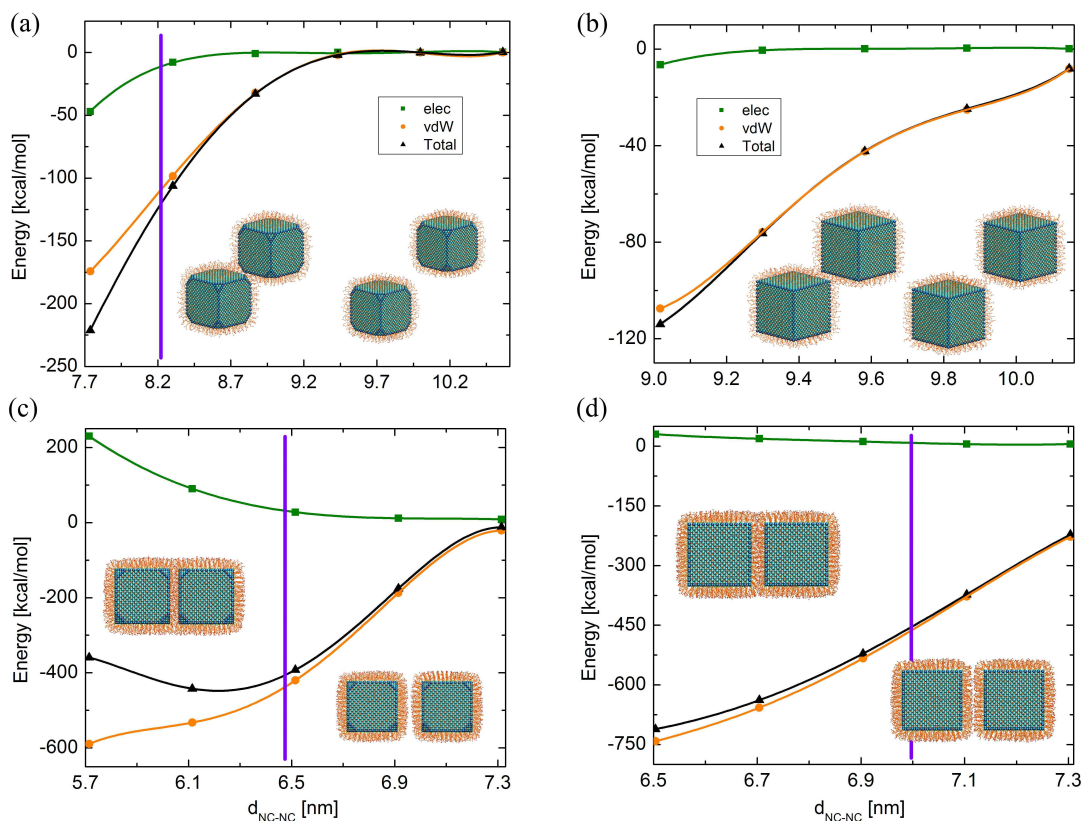 (a)
Energy [kcal/mol]
0
-50
-100
-150
-200
-250
7.7 8.2 8.7 9.2 9.7 10.2
elec
vdW
Total
(b)
Energy [kcal/mol]
0
-40
-80
-120
9.0 9.2 9.4 9.6 9.8 10.0
elec
vdW
Total
(c)
Energy [kcal/mol]
200
0
-200
-400
-600
5.7 6.1 6.5 6.9 7.3
d_NC-NC [nm]
(d)
Energy [kcal/mol]
0
-150
-300
-450
-600
-750
6.5 6.7 6.9 7.1 7.3
d_NC-NC [nm]